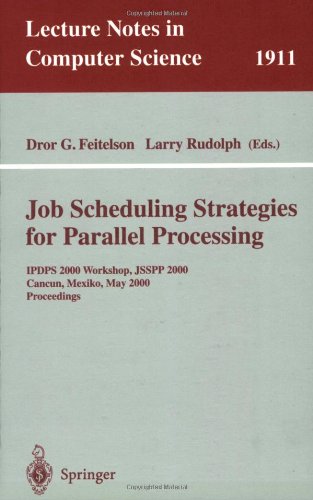 Lecture Notes in
Computer Science 1911
Dror G. Feitelson Larry Rudolph (Eds.)
Job Scheduling Strategies
for Parallel Processing
IPDPS 2000 Workshop, JSSPP 2000
Cancun, Mexiko, May 2000
Proceedings
Springer